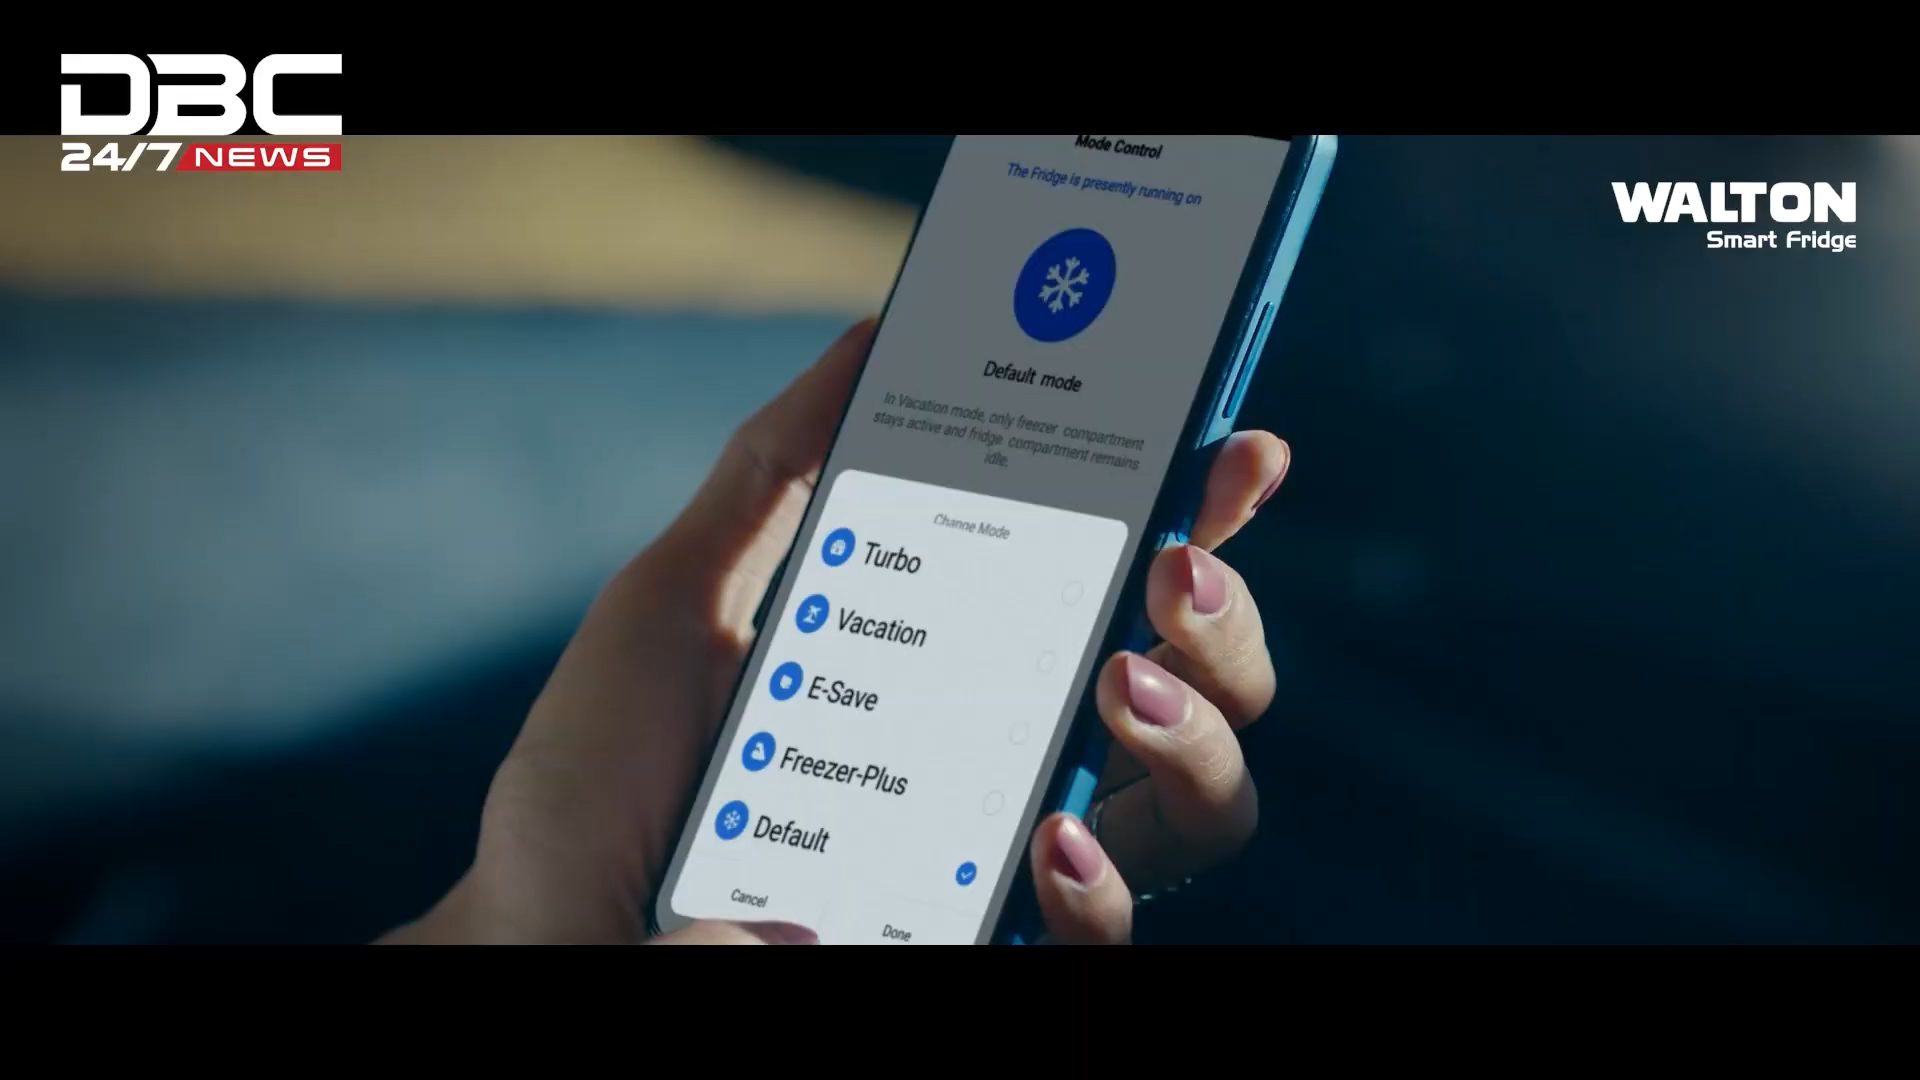 DBC
24/7 NEWS
WALTON
Smart Fridge
Mode Control
The Fridge is presently running on
Default mode
In Vacation mode, only freezer compartment
stays active and fridge compartment remains
idle.
Change Mode
Turbo
Vacation
E-Save
Freezer-Plus
Default
Cancel
Done